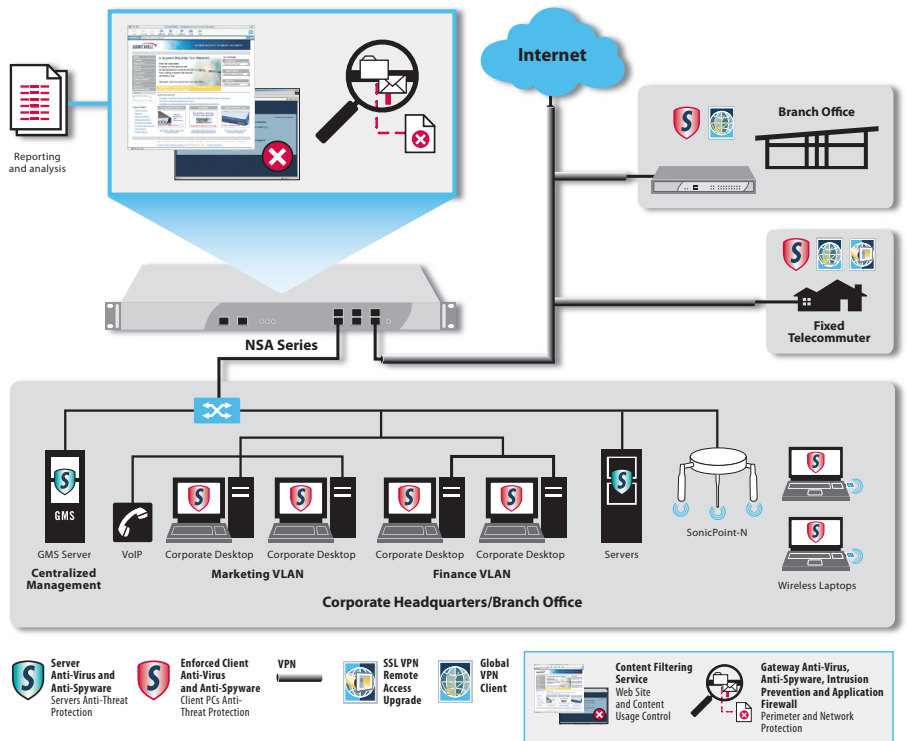 SONICWALL
Internet
Branch Office
Reporting
and analysis
NSA Series
Fixed
Telecommuter
GMS
GMS Server
Centralized
Management
VoIP
Corporate Desktop
Corporate Desktop
Marketing VLAN
Corporate Desktop
Corporate Desktop
Finance VLAN
Servers
SonicPoint-N
Wireless Laptops
Corporate Headquarters/Branch Office
Server
Anti-Virus and
Anti-Spyware
Servers Anti-Threat
Protection
Enforced Client
Anti-Virus
and Anti-Spyware
Client PCs Anti-
Threat Protection
VPN
SSL VPN
Remote
Access
Upgrade
Global
VPN
Client
Content Filtering
Service
Web Site
and Content
Usage Control
Gateway Anti-Virus,
Anti-Spyware, Intrusion
Prevention and Application
Firewall
Perimeter and Network
Protection